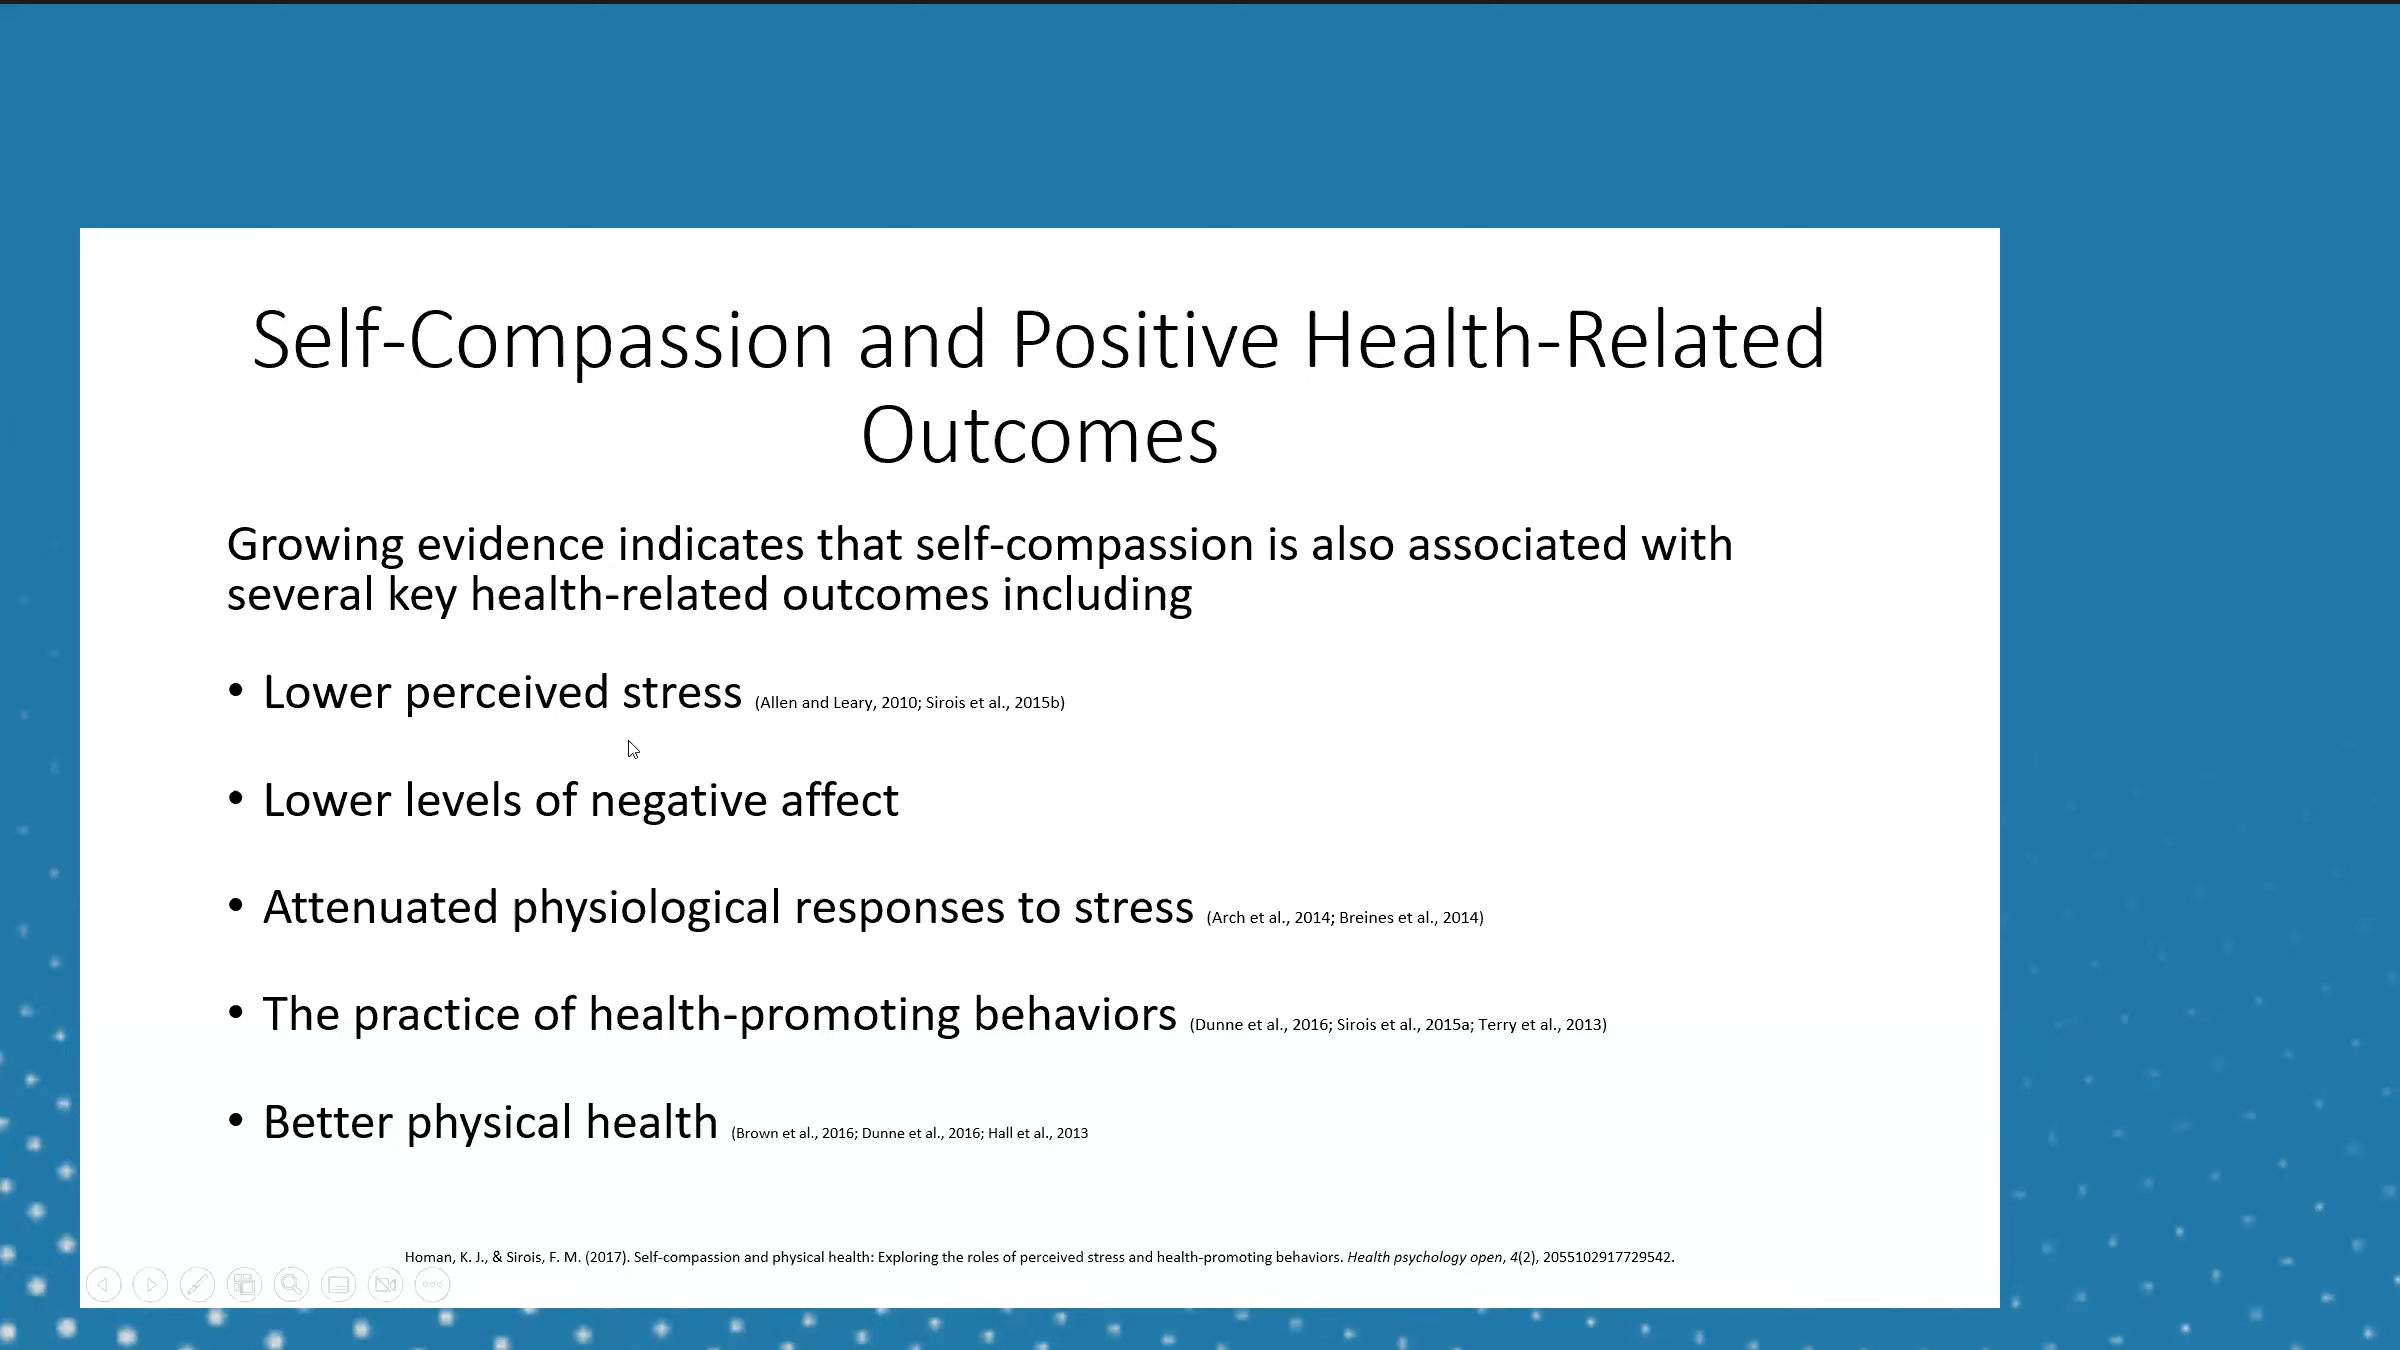 Self-Compassion and Positive Health-Related
Outcomes
Growing evidence indicates that self-compassion is also associated with
several key health-related outcomes including
• Lower perceived stress (Allen and Leary, 2010; Sirois et al., 2015b)
• Lower levels of negative affect
• Attenuated physiological responses to stress (Arch et al., 2014; Breines et al., 2014)
• The practice of health-promoting behaviors (Dunne et al., 2016; Sirois et al., 2015a; Terry et al., 2013)
• Better physical health (Brown et al., 2016; Dunne et al., 2016; Hall et al., 2013
Homan, K. J., & Sirois, F. M. (2017). Self-compassion and physical health: Exploring the roles of perceived stress and health-promoting behaviors. Health psychology open, 4(2), 2055102917729542.